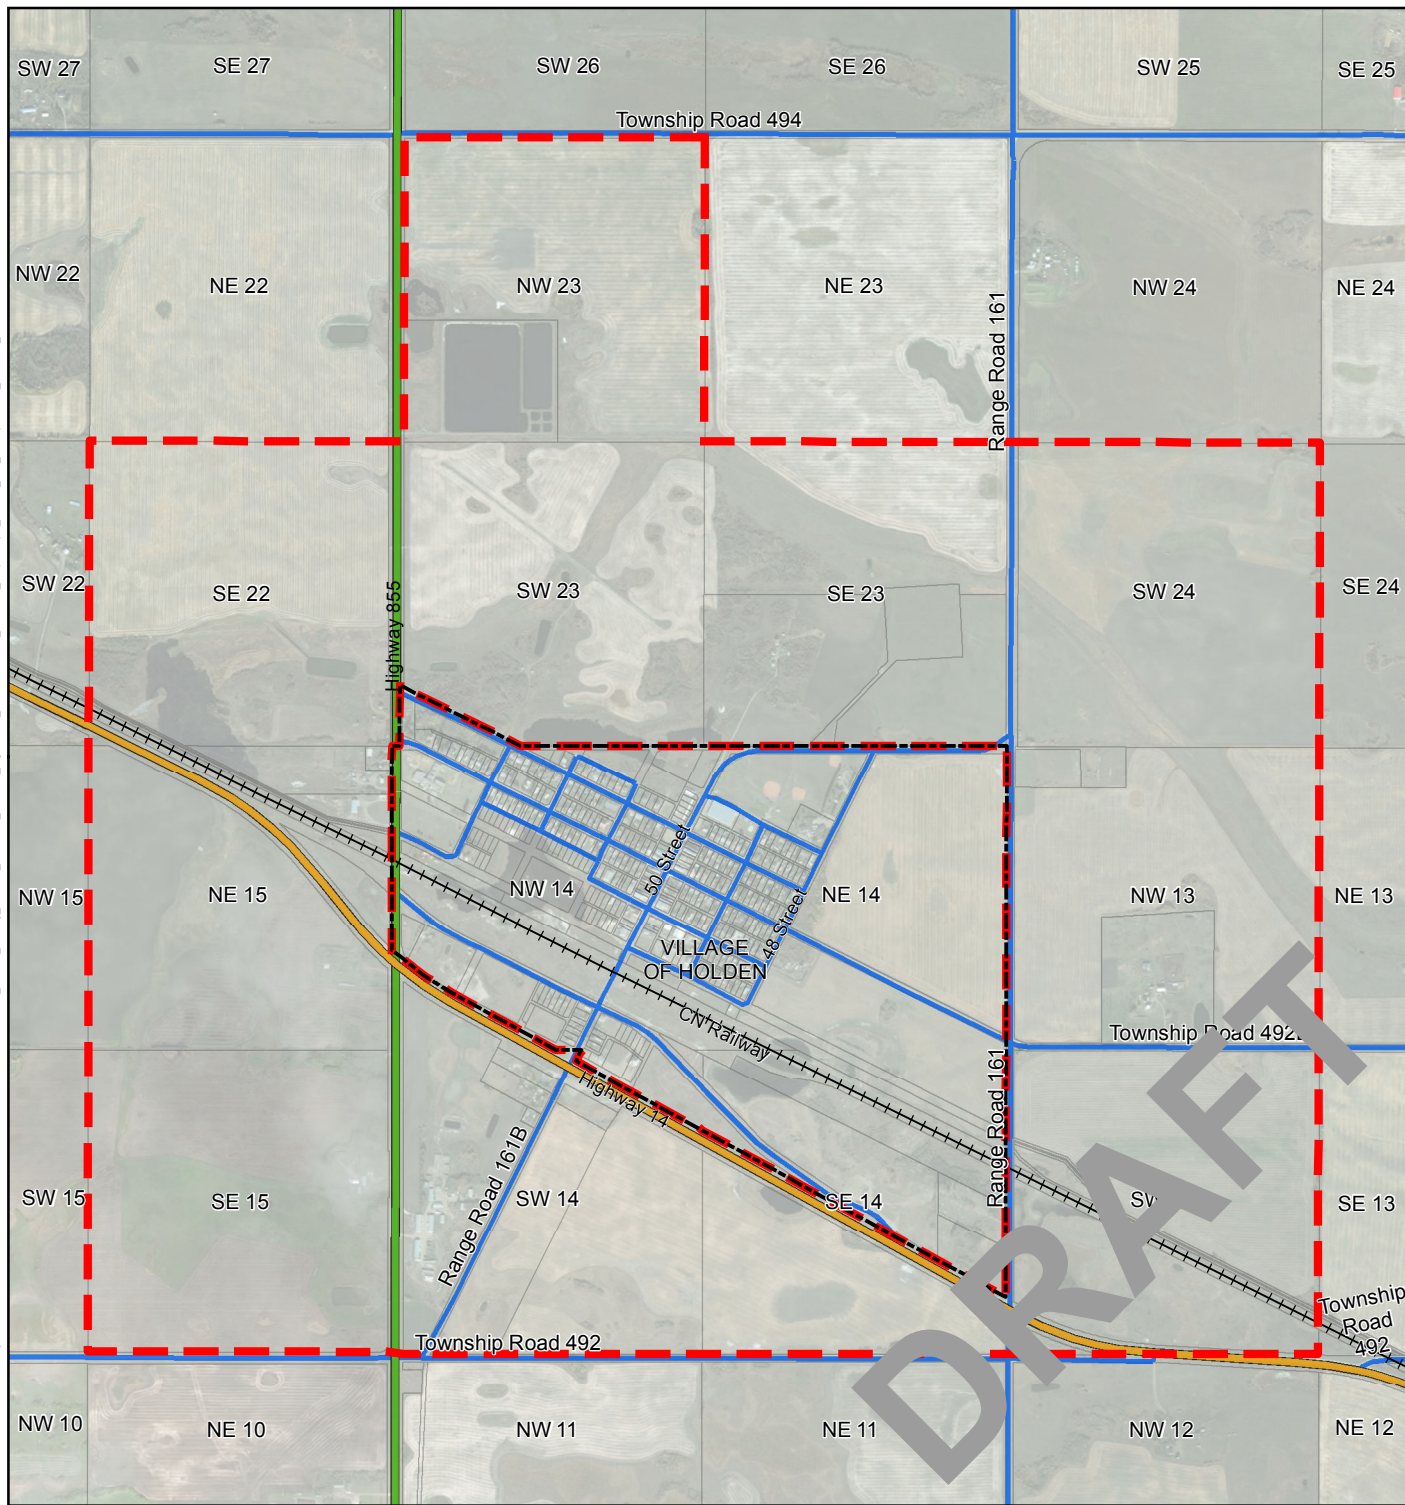 SW 27
SE 27
SW 26
SE 26
SW 25
SE 25
Township Road 494
NW 22
NE 22
NW 23
NE 23
Range Road 161
NW 24
NE 24
SW 22
SE 22
Highway 855
SW 23
SE 23
SW 24
SE 24
NW 15
NE 15
NW 14
50 Street
48 Street
NE 14
NW 13
NE 13
VILLAGE
OF HOLDEN
CN Railway
Township Road 492
Highway 14
Range Road 161
Range Road 161B
SW 15
SE 15
SW 14
SE 14
SW
SE 13
DRAFT
Township Road 492
Township
Road
492
NW 10
NE 10
NW 11
NE 11
NW 12
NE 12